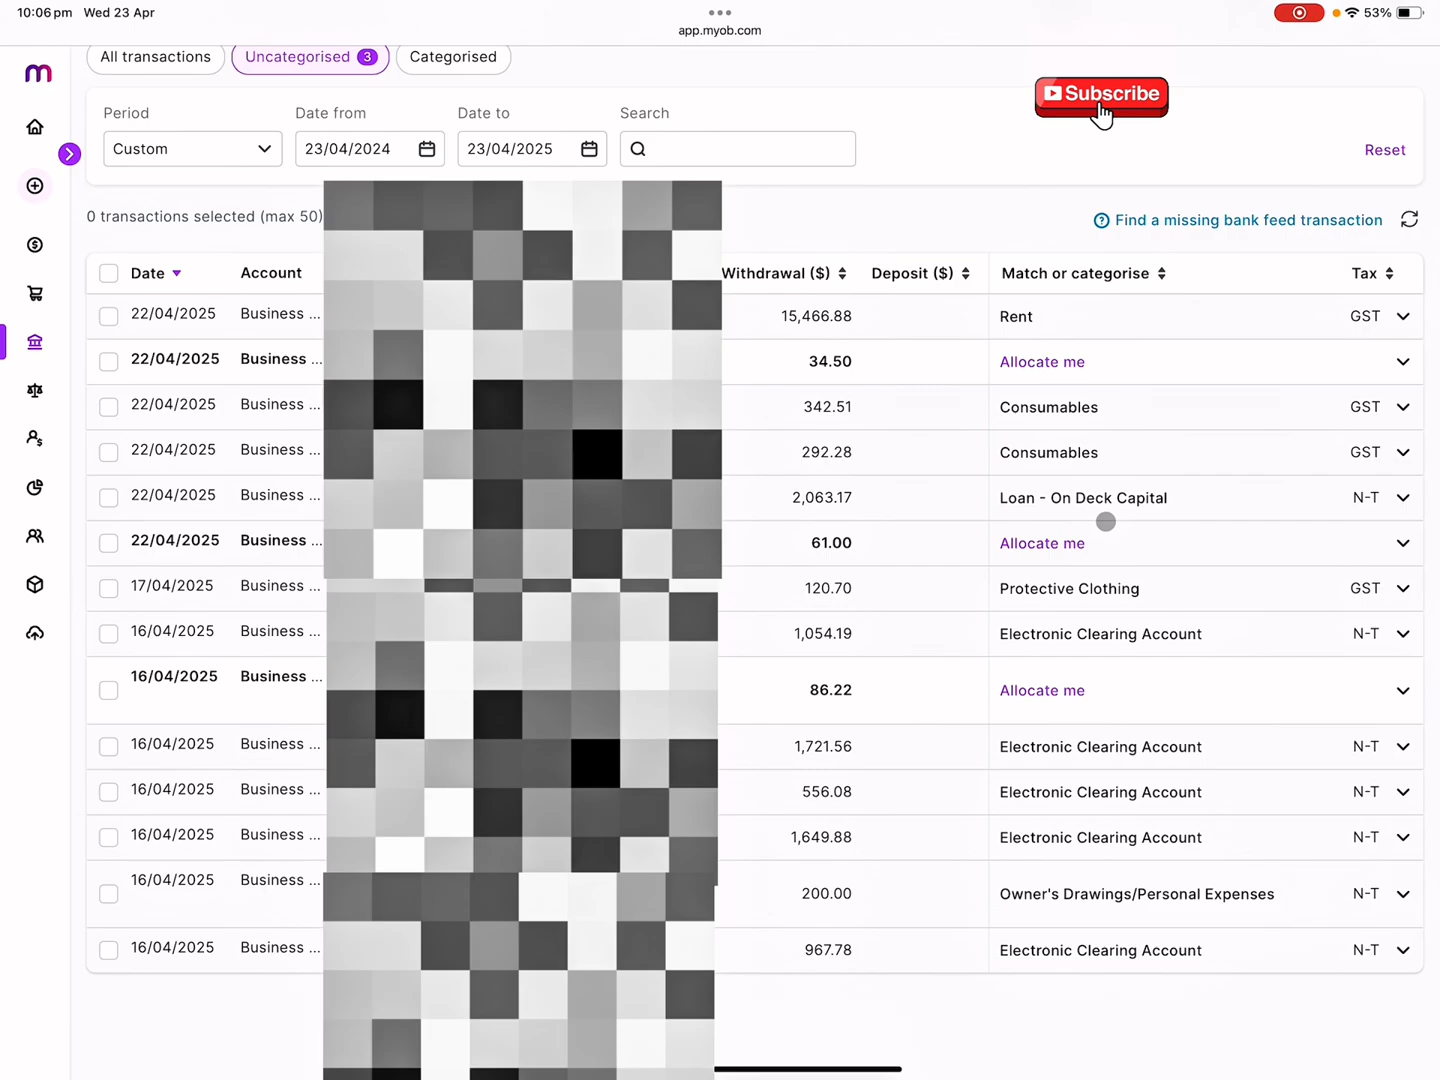 10:06 pm Wed 23 Apr
app.myob.com
53%
All transactions Uncategorised 3 Categorised
Subscribe
Period Date from Date to Search
Custom 23/04/2024 23/04/2025
Reset
0 transactions selected (max 50)
Find a missing bank feed transaction
Date Account Withdrawal ($) Deposit ($) Match or categorise Tax
22/04/2025 Business ... 15,466.88 Rent GST
22/04/2025 Business ... 34.50 Allocate me
22/04/2025 Business ... 342.51 Consumables GST
22/04/2025 Business ... 292.28 Consumables GST
22/04/2025 Business ... 2,063.17 Loan - On Deck Capital N-T
22/04/2025 Business ... 61.00 Allocate me
17/04/2025 Business ... 120.70 Protective Clothing GST
16/04/2025 Business ... 1,054.19 Electronic Clearing Account N-T
16/04/2025 Business ... 86.22 Allocate me
16/04/2025 Business ... 1,721.56 Electronic Clearing Account N-T
16/04/2025 Business ... 556.08 Electronic Clearing Account N-T
16/04/2025 Business ... 1,649.88 Electronic Clearing Account N-T
16/04/2025 Business ... 200.00 Owner's Drawings/Personal Expenses N-T
16/04/2025 Business ... 967.78 Electronic Clearing Account N-T